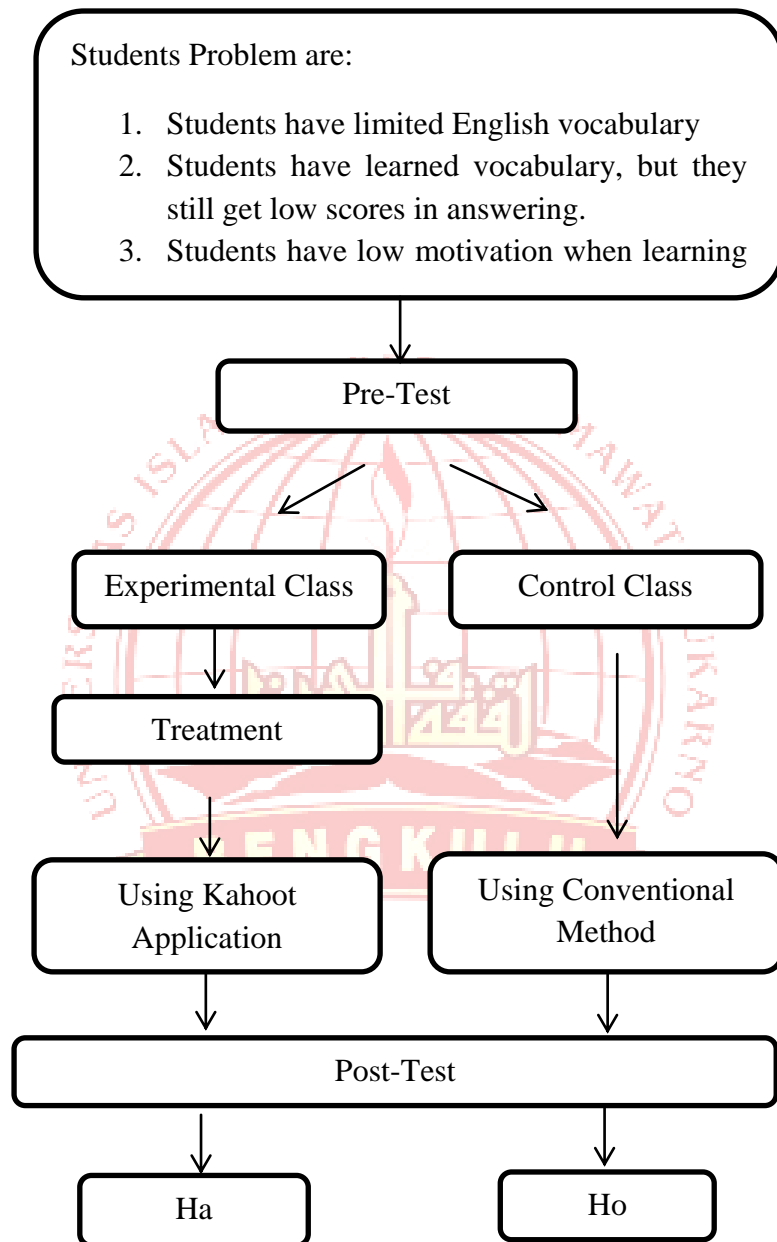 Students Problem are:
1. Students have limited English vocabulary
2. Students have learned vocabulary, but they
still get low scores in answering.
3. Students have low motivation when learning
Pre-Test
Experimental Class
Control Class
Treatment
Using Kahoot
Application
Using Conventional
Method
Post-Test
Ha
Ho
BENGKULU